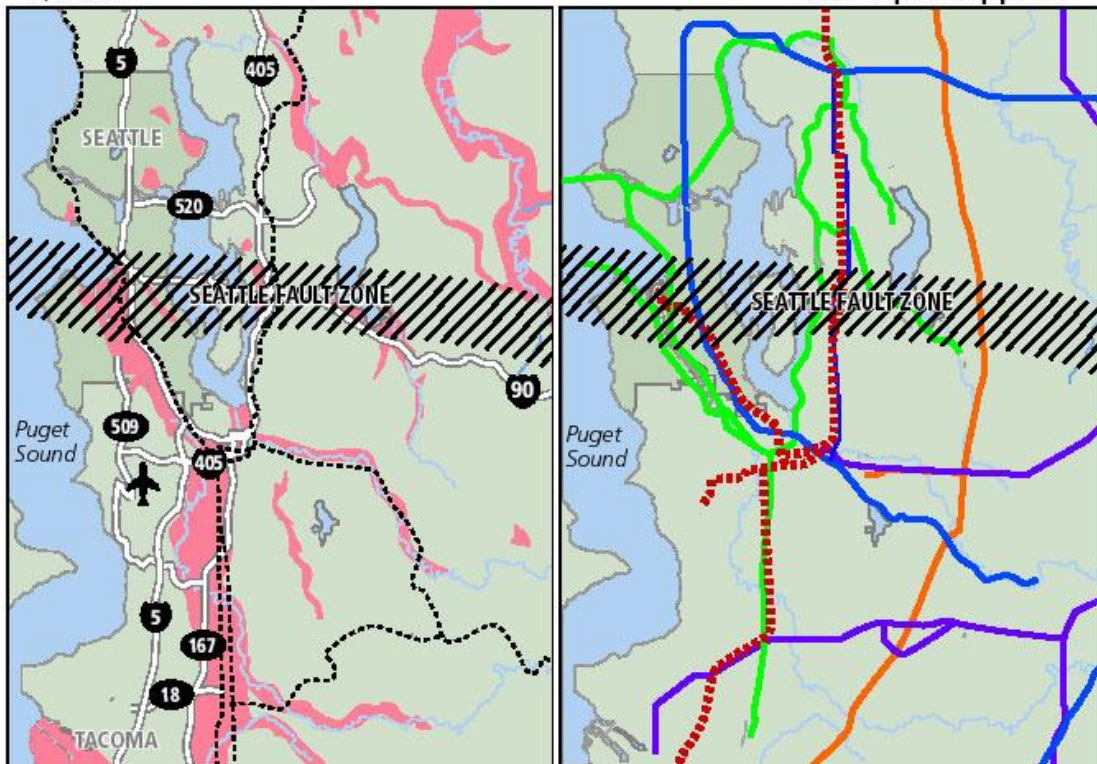 5
405
SEATTLE
520
SEATTLE FAULT ZONE
90
509
Puget
Sound
405
5
167
18
TACOMA
SEATTLE FAULT ZONE
Puget
Sound